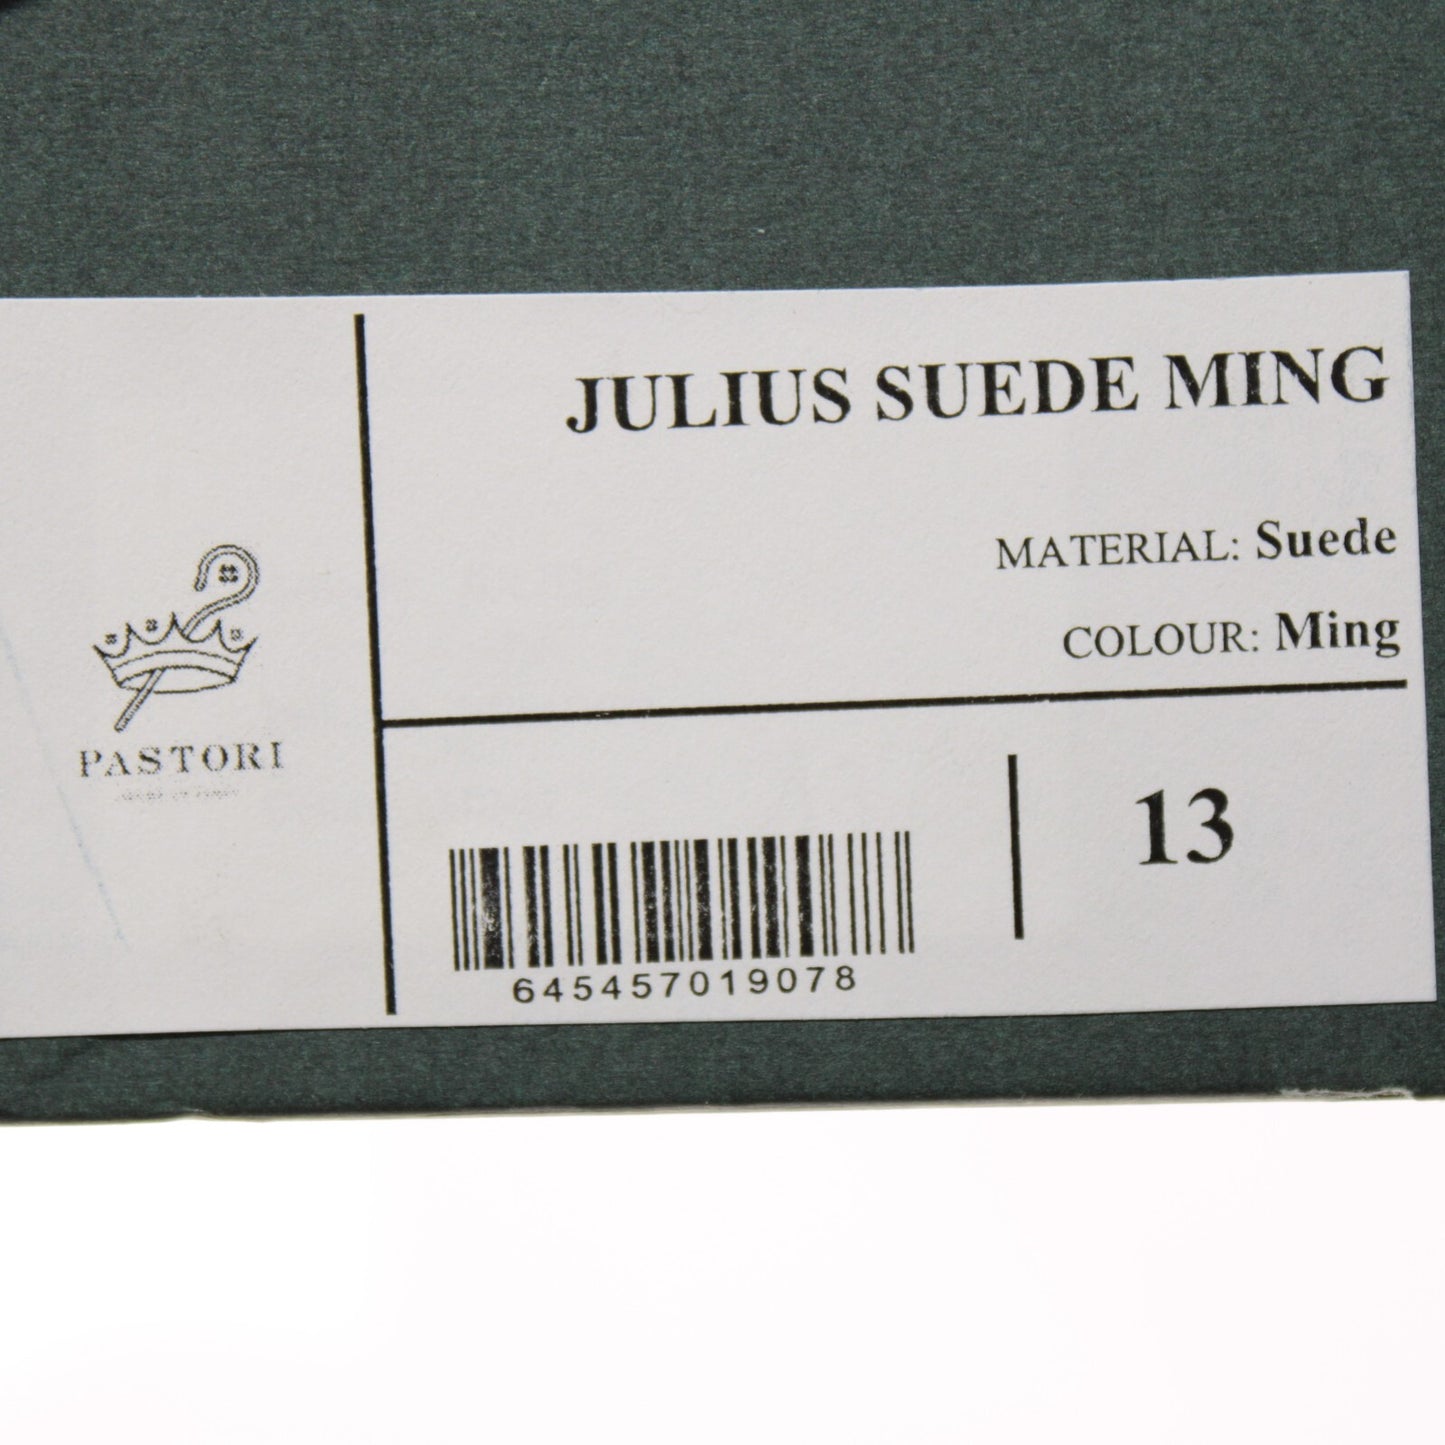 JULIUS SUEDE MING
MATERIAL: Suede
COLOUR: Ming
PASTORI
13
645457019078